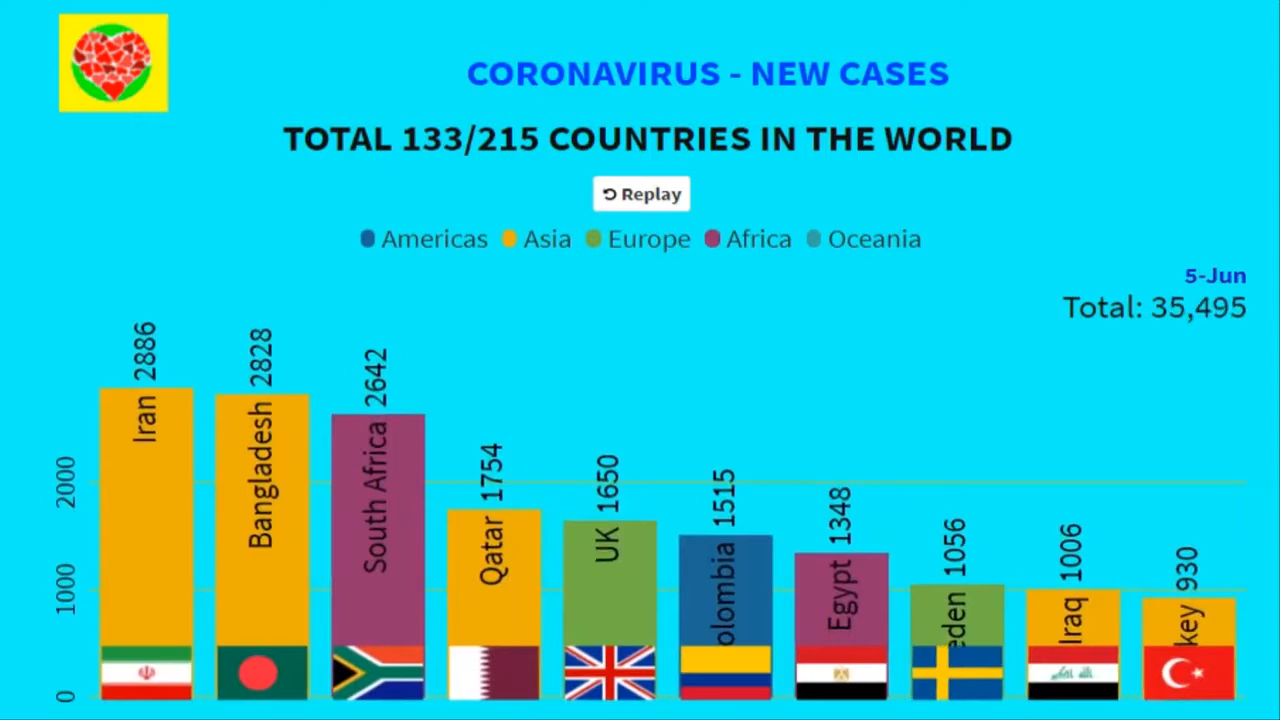 CORONAVIRUS - NEW CASES
TOTAL 133/215 COUNTRIES IN THE WORLD
Replay
Americas Asia Europe Africa Oceania
5-Jun
Total: 35,495
2000
1000
0
Iran 2886
Bangladesh 2828
South Africa 2642
Qatar 1754
UK 1650
olombia 1515
Egypt 1348
eden 1056
Iraq 1006
key 930